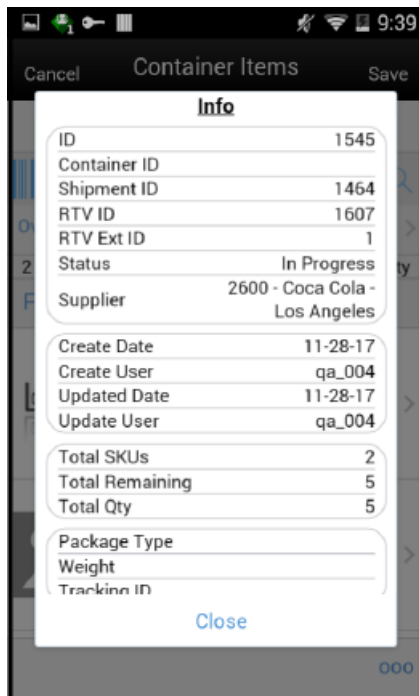 9:39
Cancel Container Items Save
Info
ID 1545
Container ID
Shipment ID 1464
RTV ID 1607
RTV Ext ID 1
Status In Progress
Supplier 2600 - Coca Cola -
Los Angeles
Create Date 11-28-17
Create User qa_004
Updated Date 11-28-17
Update User qa_004
Total SKUs 2
Total Remaining 5
Total Qty 5
Package Type
Weight
Tracking ID
Close